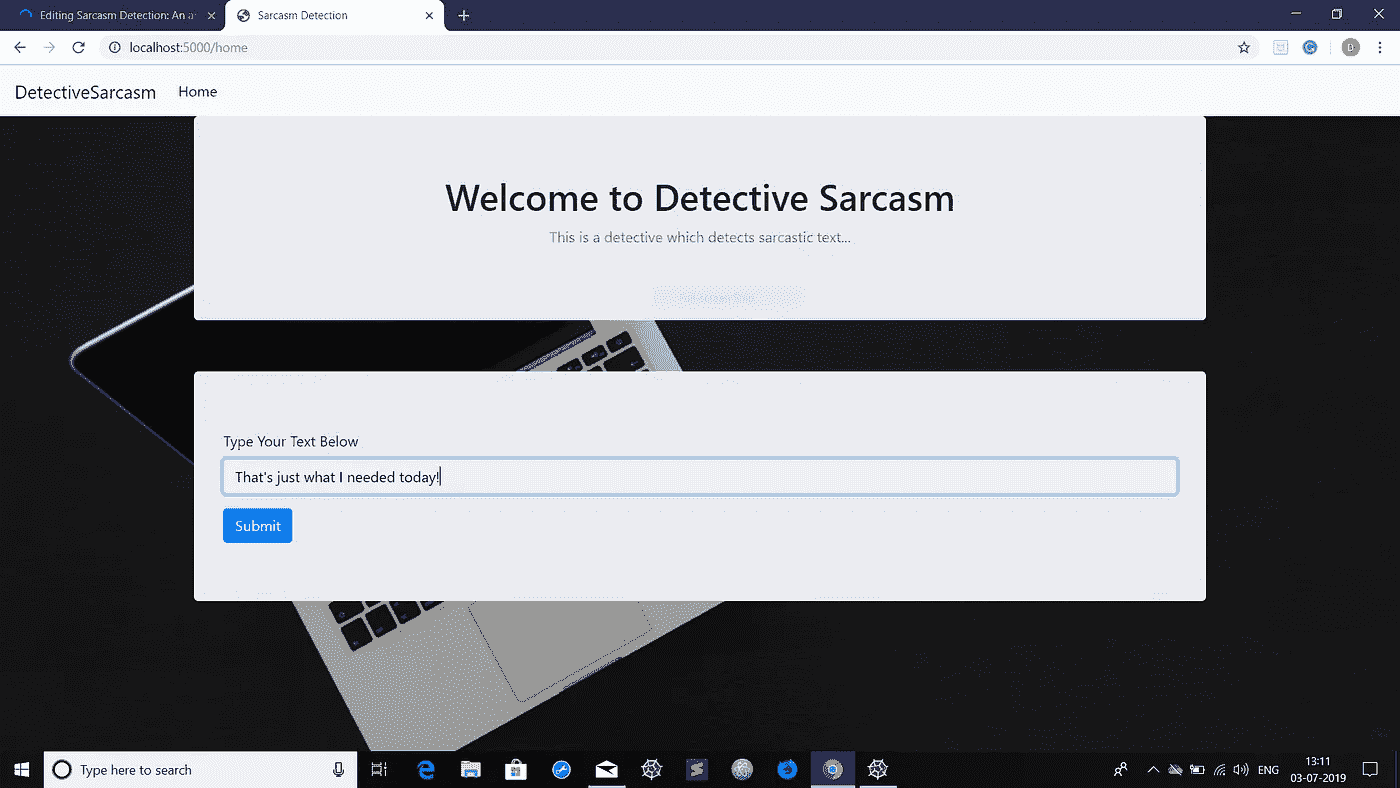 Editing Sarcasm Detection: An a
Sarcasm Detection
localhost:5000/home
DetectiveSarcasm Home
Welcome to Detective Sarcasm
This is a detective which detects sarcastic text...
Type Your Text Below
That's just what I needed today!
Submit
Type here to search
ENG
13:11
03-07-2019